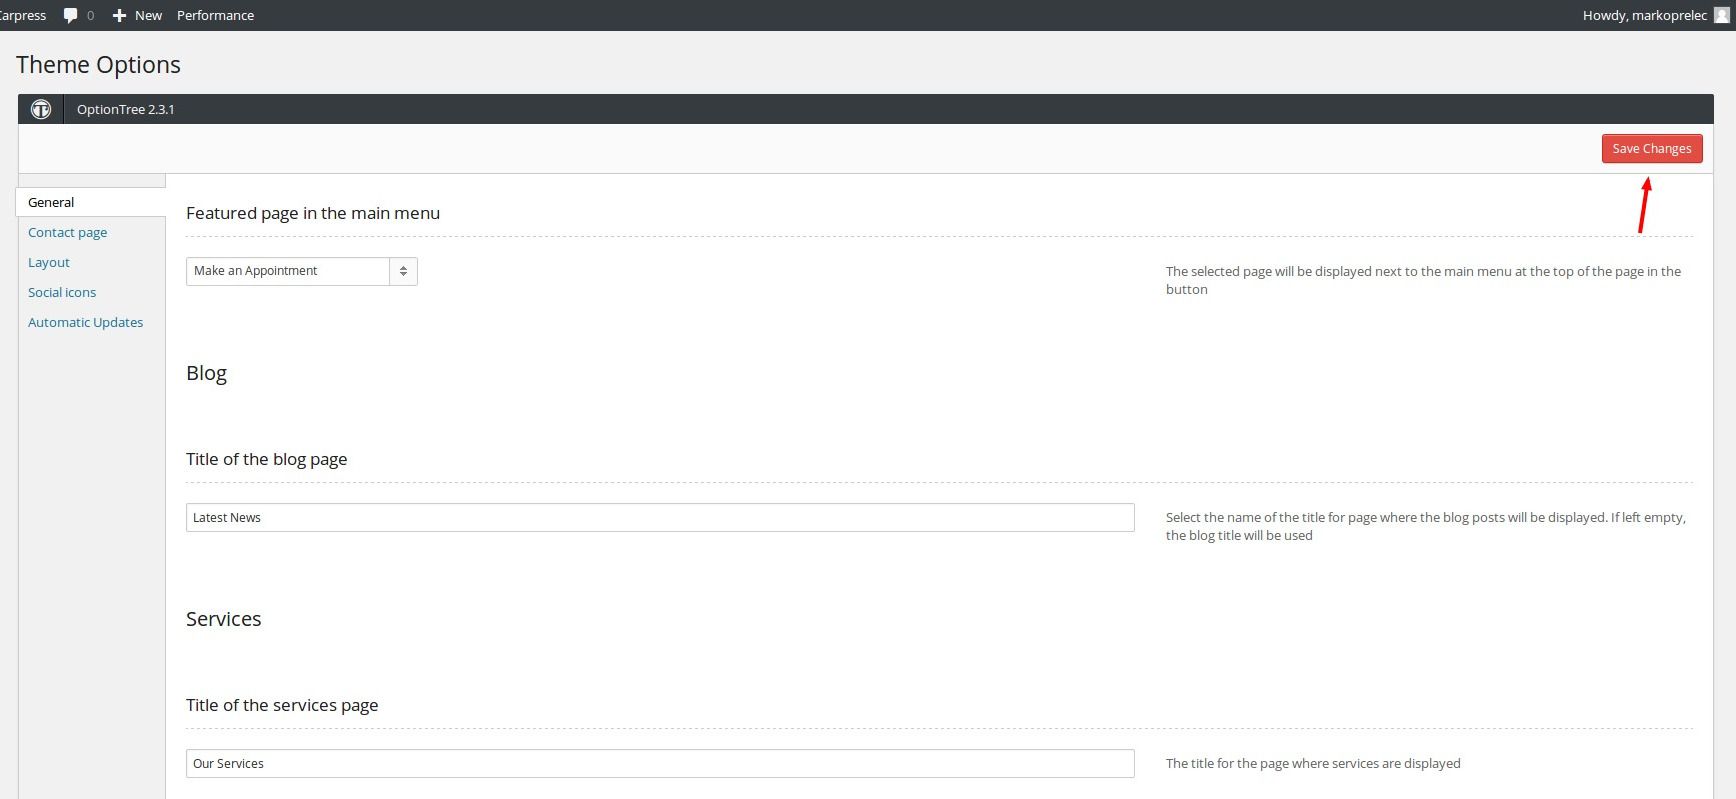 Carpress 0 New Performance Howdy, markoprelec
Theme Options
OptionTree 2.3.1
Save Changes
General
Contact page
Layout
Social icons
Automatic Updates
Featured page in the main menu
Make an Appointment
The selected page will be displayed next to the main menu at the top of the page in the
button
Blog
Title of the blog page
Latest News
Select the name of the title for page where the blog posts will be displayed. If left empty,
the blog title will be used
Services
Title of the services page
Our Services
The title for the page where services are displayed